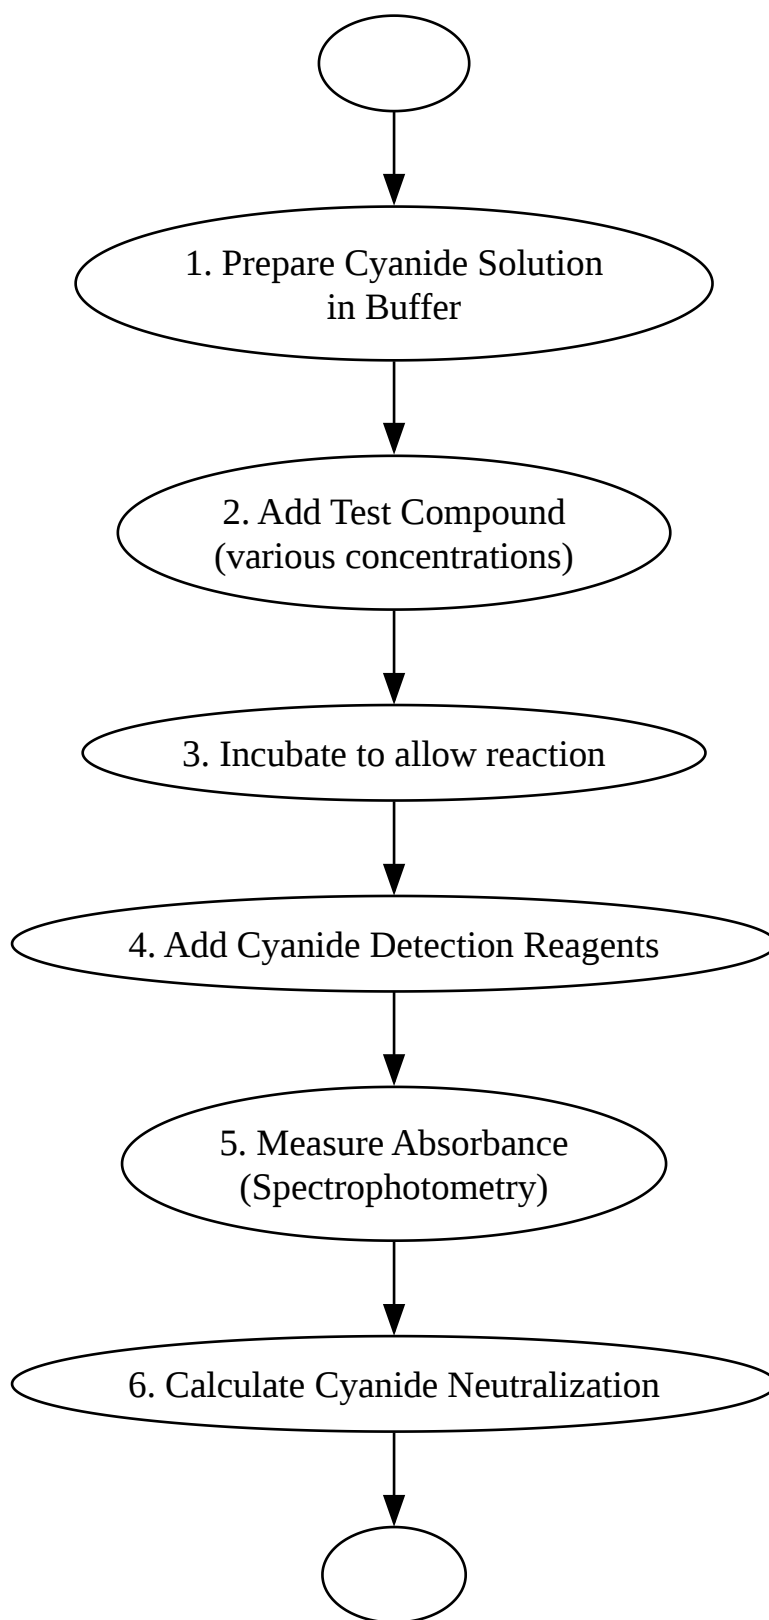 1. Prepare Cyanide Solution
in Buffer
2. Add Test Compound
(various concentrations)
3. Incubate to allow reaction
4. Add Cyanide Detection Reagents
5. Measure Absorbance
(Spectrophotometry)
6. Calculate Cyanide Neutralization